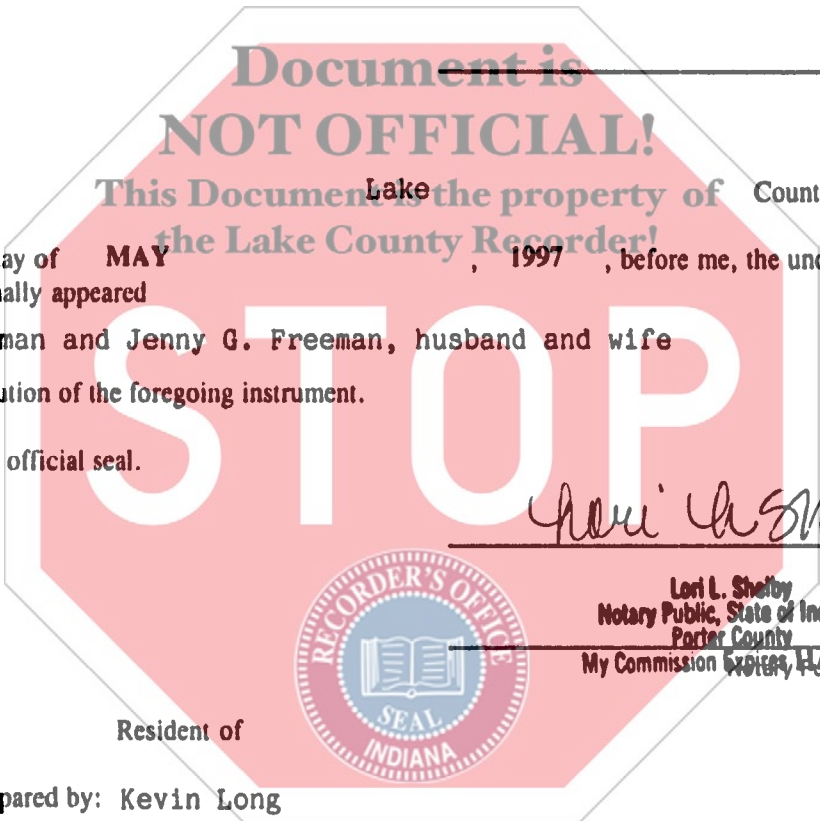 Document is
NOT OFFICIAL!
This Document is the property of
the Lake County Recorder!
Lake Count
ay of MAY , 1997 , before me, the und
ally appeared
man and Jenny G. Freeman, husband and wife
ution of the foregoing instrument.
official seal.
STOP
Lori L. Shelby
Notary Public, State of Ind
Porter County
My Commission Expires
RECORDER'S OFFICE
SEAL
INDIANA
Resident of
pared by: Kevin Long